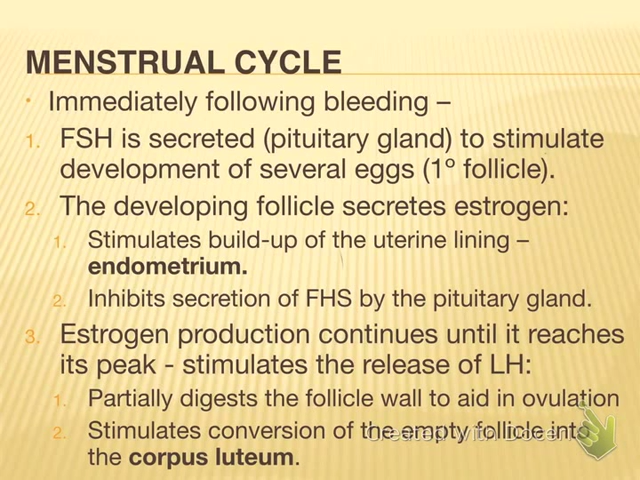 MENSTRUAL CYCLE
• Immediately following bleeding –
1. FSH is secreted (pituitary gland) to stimulate
development of several eggs (1º follicle).
2. The developing follicle secretes estrogen:
1. Stimulates build-up of the uterine lining –
endometrium.
2. Inhibits secretion of FHS by the pituitary gland.
3. Estrogen production continues until it reaches
its peak - stimulates the release of LH:
1. Partially digests the follicle wall to aid in ovulation
2. Stimulates conversion of the empty follicle into
the corpus luteum.
Created with Doceri